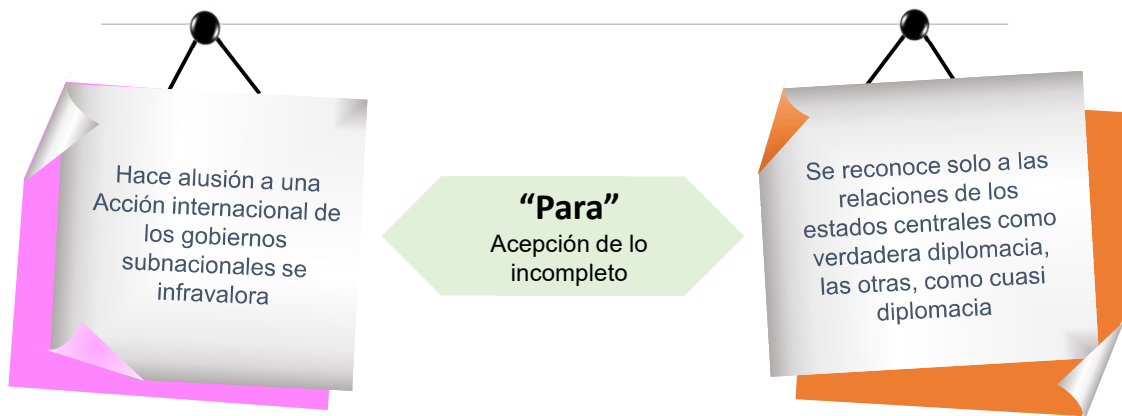 Hace alusión a una
Acción internacional de
los gobiernos
subnacionales se
infravalora
“Para”
Acepción de lo
incompleto
Se reconoce solo a las
relaciones de los
estados centrales como
verdadera diplomacia,
las otras, como cuasi
diplomacia